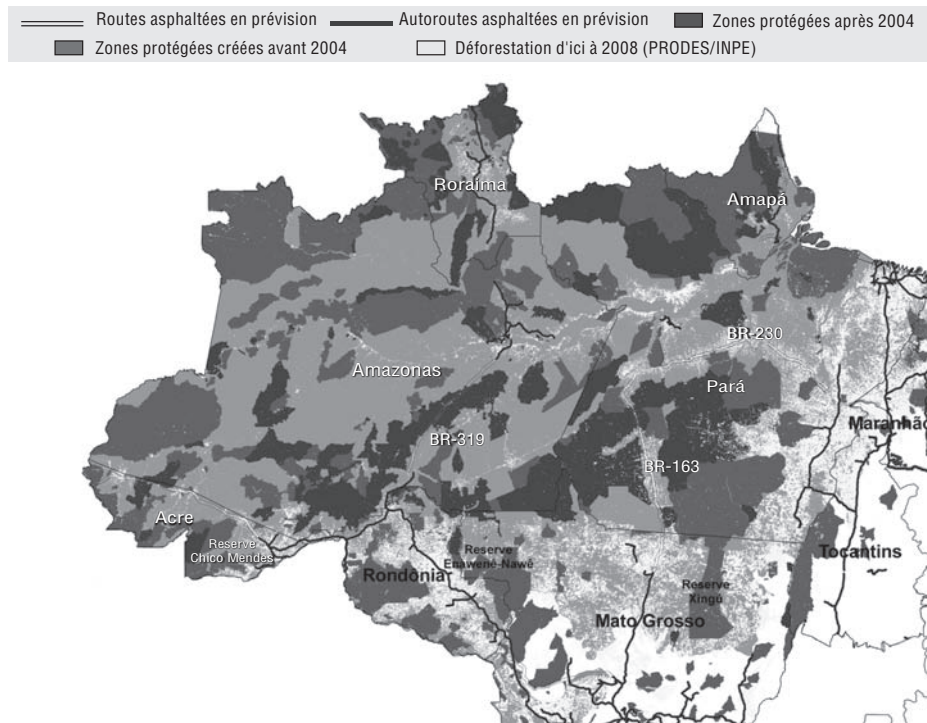 Routes asphaltées en prévision Autoroutes asphaltées en prévision Zones protégées après 2004
Zones protégées créées avant 2004 Déforestation d'ici à 2008 (PRODES/INPE)
Roraima
Amapá
BR-230
Amazonas
Pará
Maranhão
BR-319
BR-163
Acre
Reserve
Chico Mendes
Rondônia
Reserve
Enawenê-Nawê
Reserve
Xingú
Tocantins
Mato Grosso